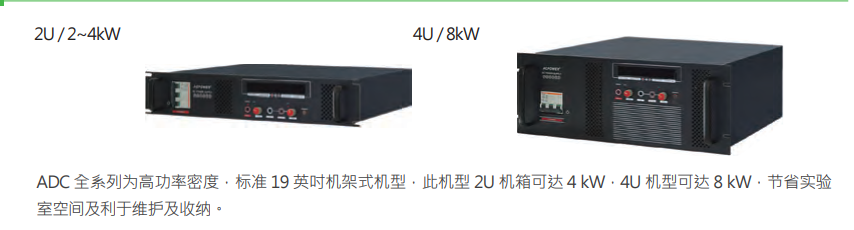 2U / 2~4kW
4U / 8kW
ADC 全系列为高功率密度，标准 19 英吋机架式机型，此机型 2U 机箱可达 4 kW，4U 机型可达 8 kW，节省实验
室空间及利于维护及收纳。